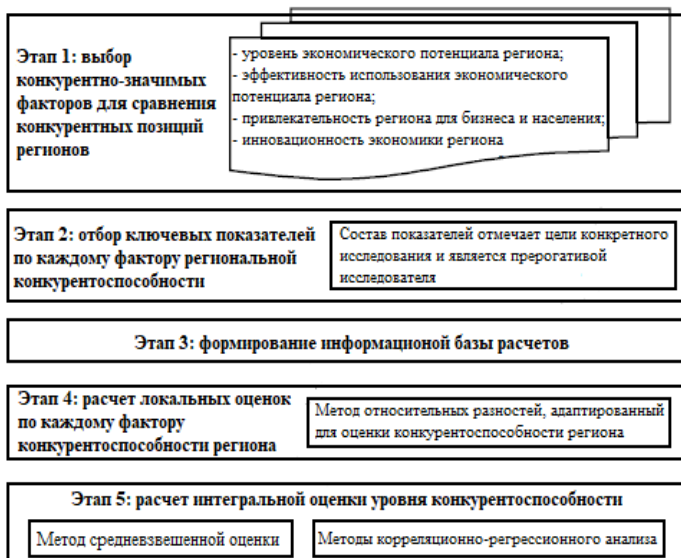 Этап 1: выбор
конкурентно-значимых
факторов для сравнения
конкурентных позиций
регионов
- уровень экономического потенциала региона;
- эффективность использования экономического
потенциала региона;
- привлекательность региона для бизнеса и населения;
- инновационность экономики региона
Этап 2: отбор ключевых показателей
по каждому фактору региональной
конкурентоспособности
Состав показателей отмечает цели конкретного
исследования и является прерогативой
исследователя
Этап 3: формирование информационой базы расчетов
Этап 4: расчет локальных оценок
по каждому фактору
конкурентоспособности региона
Метод относительных разностей, адаптированный
для оценки конкурентоспособности региона
Этап 5: расчет интегральной оценки уровня конкурентоспособности
Метод средневзвешенной оценки
Методы корреляционно-регрессионного анализа